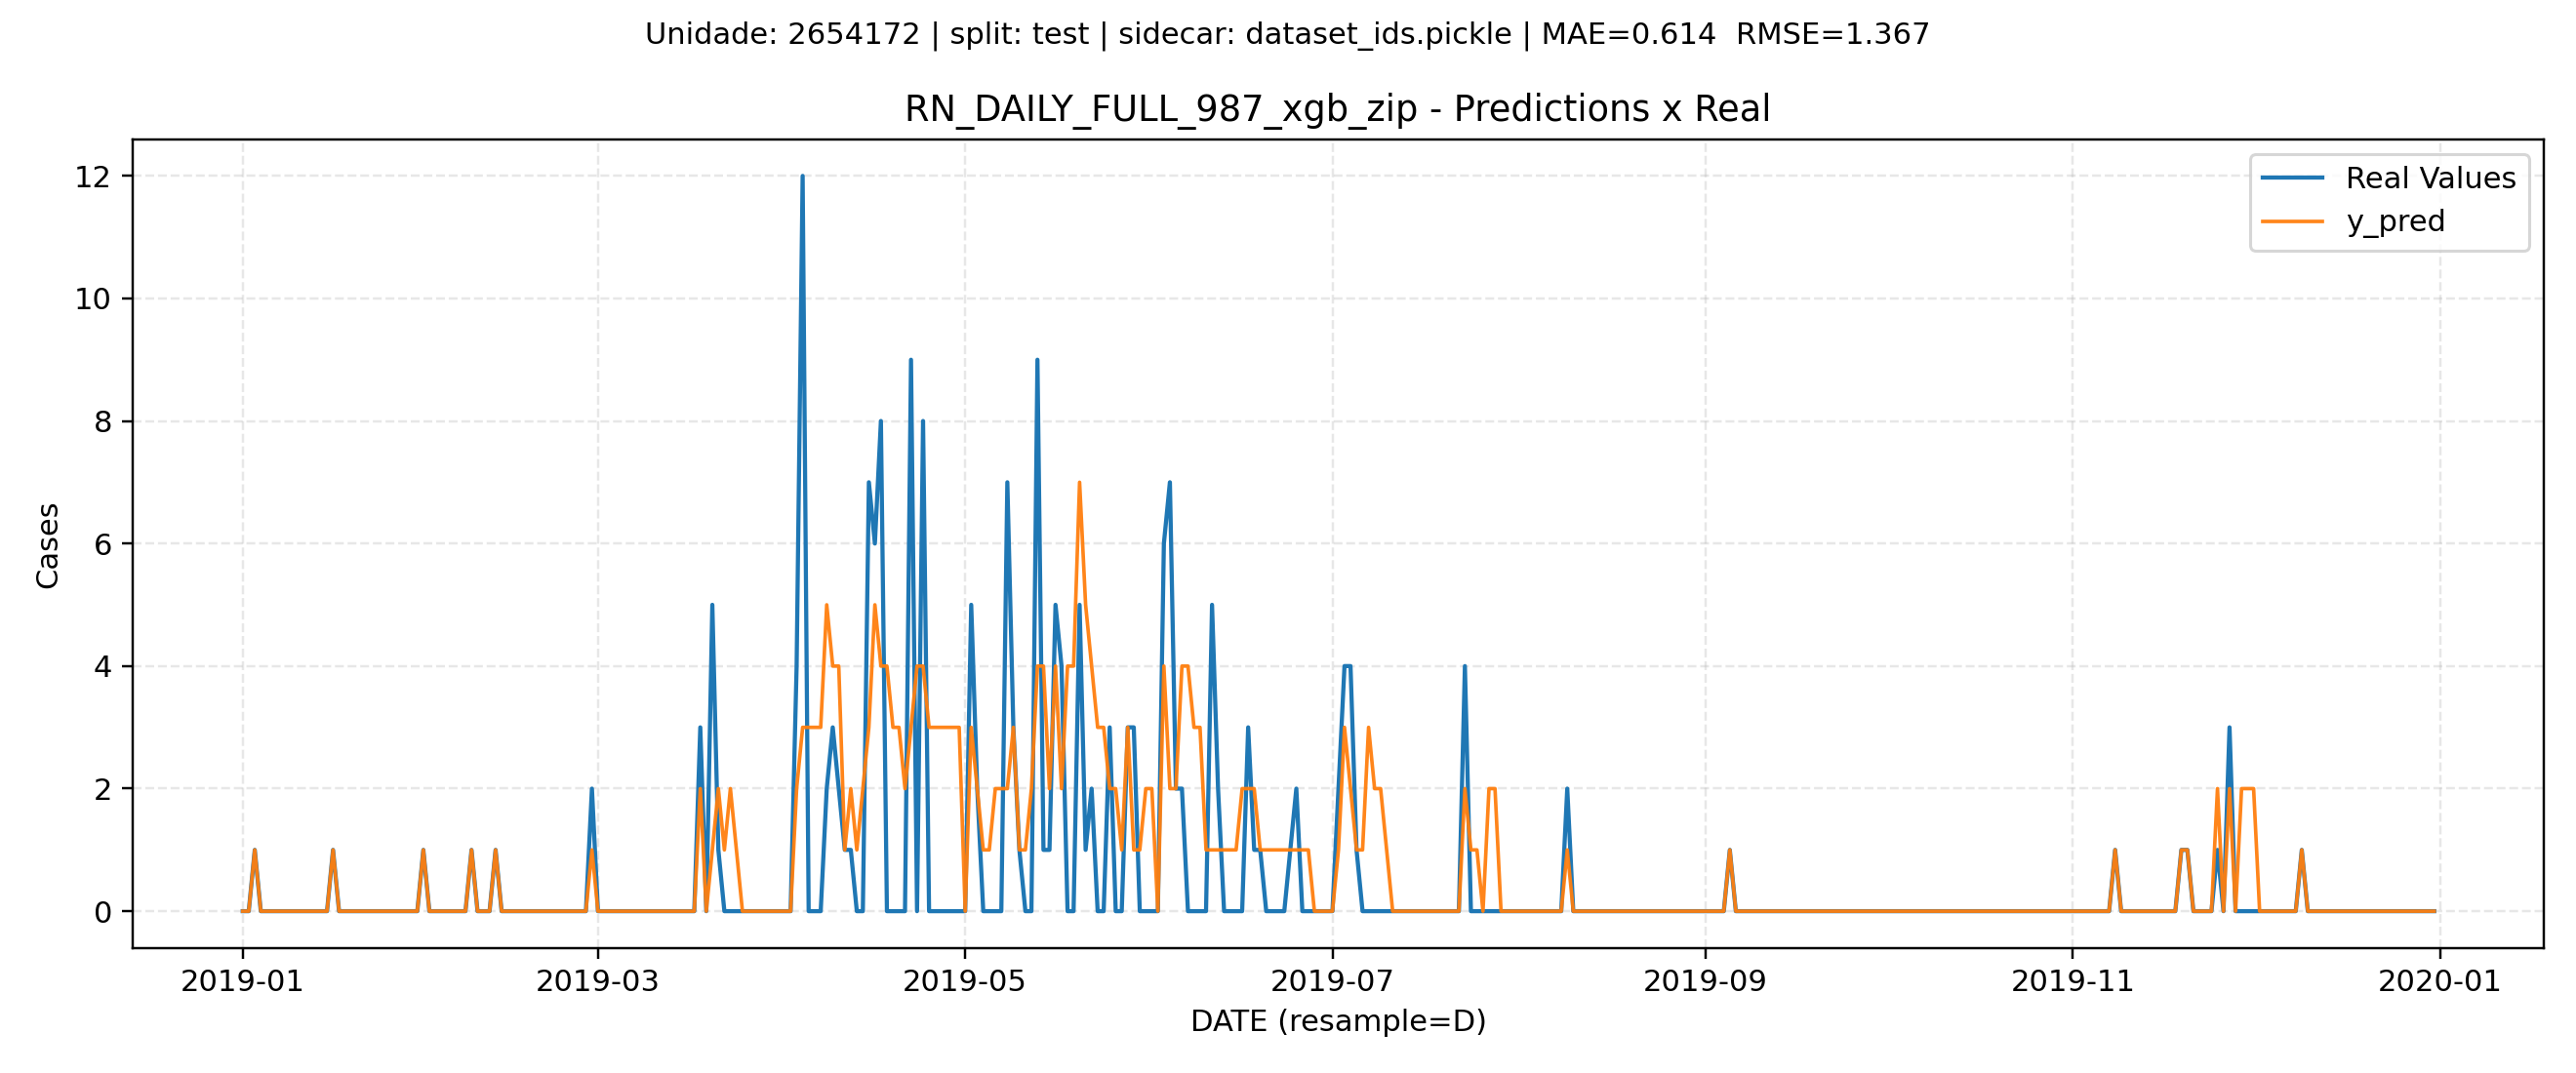 Unidade: 2654172 | split: test | sidecar: dataset_ids.pickle | MAE=0.614  RMSE=1.367
RN_DAILY_FULL_987_xgb_zip - Predictions x Real
Real Values
y_pred
12
10
8
6
4
2
0
Cases
2019-01
2019-03
2019-05
2019-07
2019-09
2019-11
2020-01
DATE (resample=D)